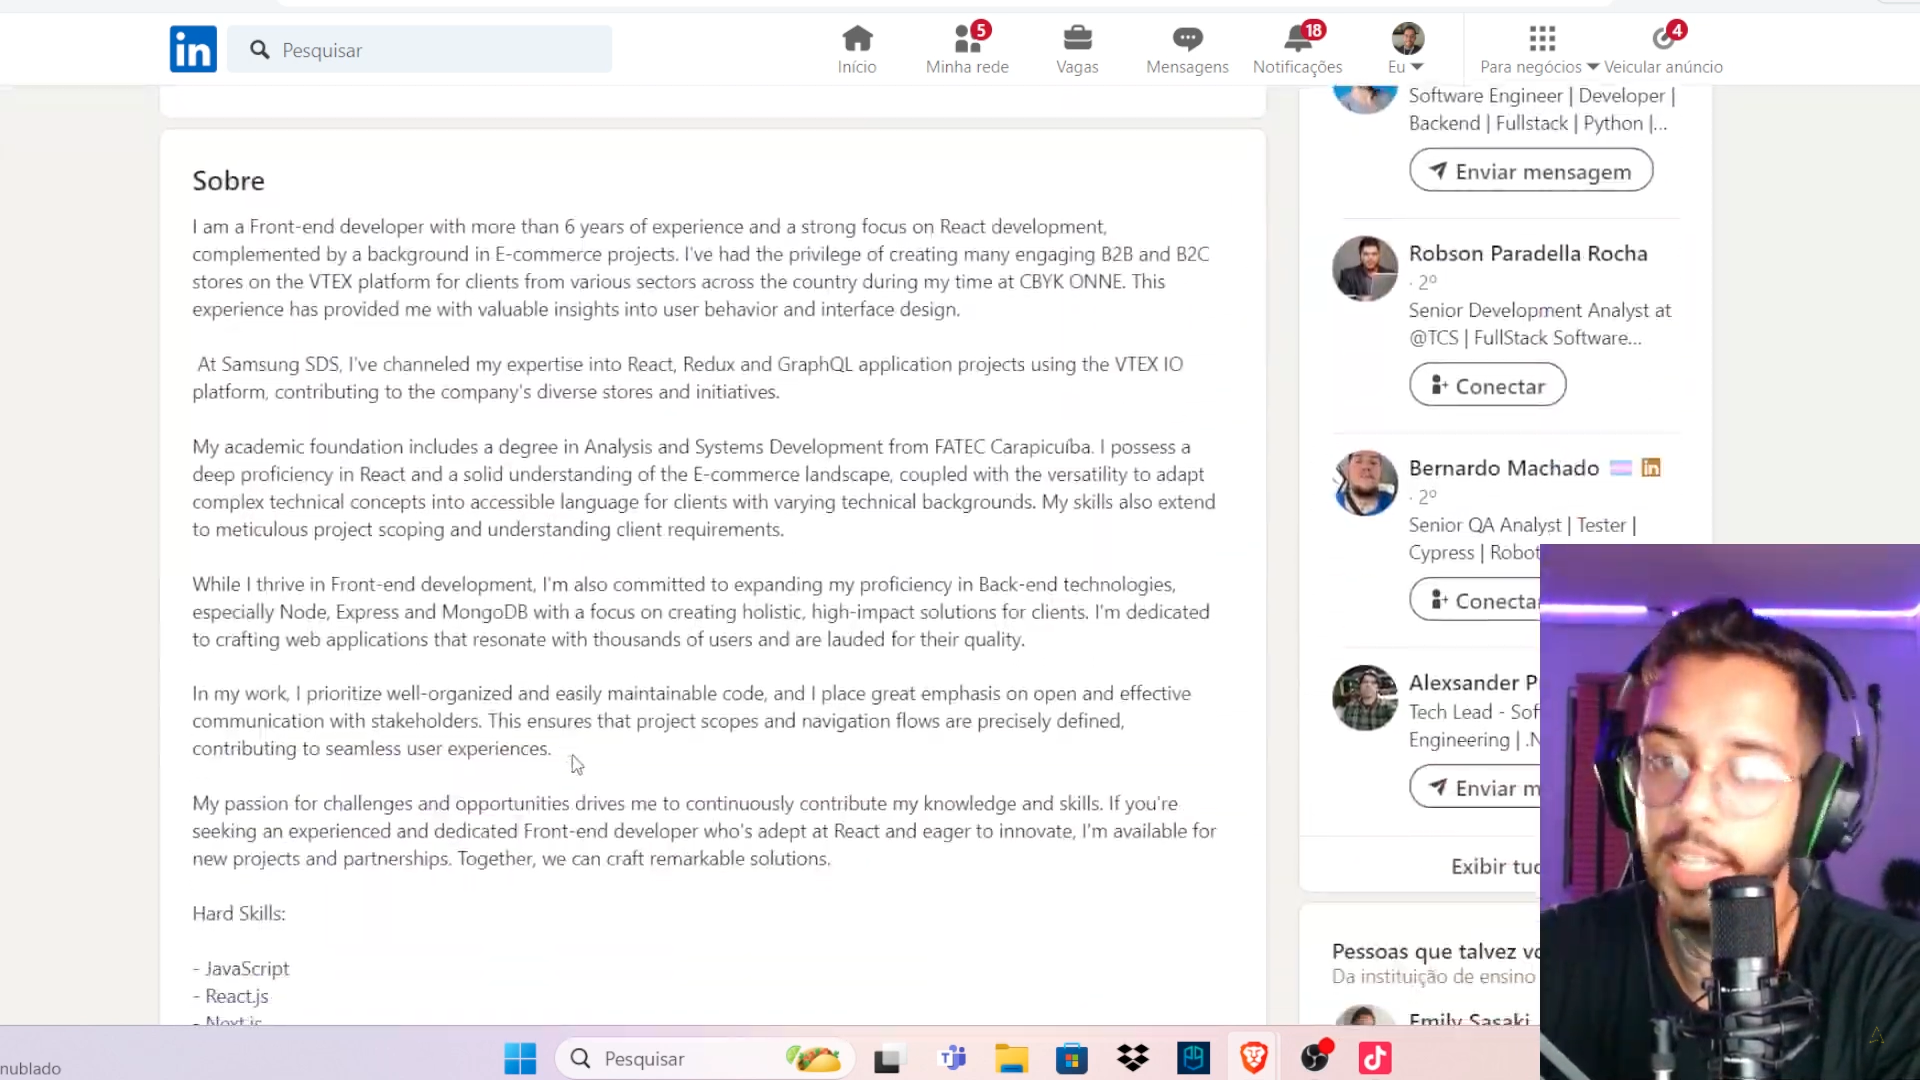 in
Pesquisar
Início
5
Minha rede
Vagas
Mensagens
18
Notificações
Eu
Para negócios
4
Veicular anúncio
Sobre
I am a Front-end developer with more than 6 years of experience and a strong focus on React development,
complemented by a background in E-commerce projects. I've had the privilege of creating many engaging B2B and B2C
stores on the VTEX platform for clients from various sectors across the country during my time at CBYK ONNE. This
experience has provided me with valuable insights into user behavior and interface design.
At Samsung SDS, I've channeled my expertise into React, Redux and GraphQL application projects using the VTEX IO
platform, contributing to the company's diverse stores and initiatives.
My academic foundation includes a degree in Analysis and Systems Development from FATEC Carapicuíba. I possess a
deep proficiency in React and a solid understanding of the E-commerce landscape, coupled with the versatility to adapt
complex technical concepts into accessible language for clients with varying technical backgrounds. My skills also extend
to meticulous project scoping and understanding client requirements.
While I thrive in Front-end development, I'm also committed to expanding my proficiency in Back-end technologies,
especially Node, Express and MongoDB with a focus on creating holistic, high-impact solutions for clients. I'm dedicated
to crafting web applications that resonate with thousands of users and are lauded for their quality.
In my work, I prioritize well-organized and easily maintainable code, and I place great emphasis on open and effective
communication with stakeholders. This ensures that project scopes and navigation flows are precisely defined,
contributing to seamless user experiences.
My passion for challenges and opportunities drives me to continuously contribute my knowledge and skills. If you're
seeking an experienced and dedicated Front-end developer who's adept at React and eager to innovate, I'm available for
new projects and partnerships. Together, we can craft remarkable solutions.
Hard Skills:
- JavaScript
- React.js
- Next.js
Software Engineer | Developer |
Backend | Fullstack | Python |...
Enviar mensagem
Robson Paradella Rocha
· 2º
Senior Development Analyst at
@TCS | FullStack Software...
Conectar
Bernardo Machado in
· 2º
Senior QA Analyst | Tester |
Cypress | Robot
Conecta
Alexsander P
Tech Lead - Sof
Engineering | .N
Enviar m
Exibir tu
Pessoas que talvez vo
Da instituição de ensino
Emily Sasaki
nublado
Pesquisar